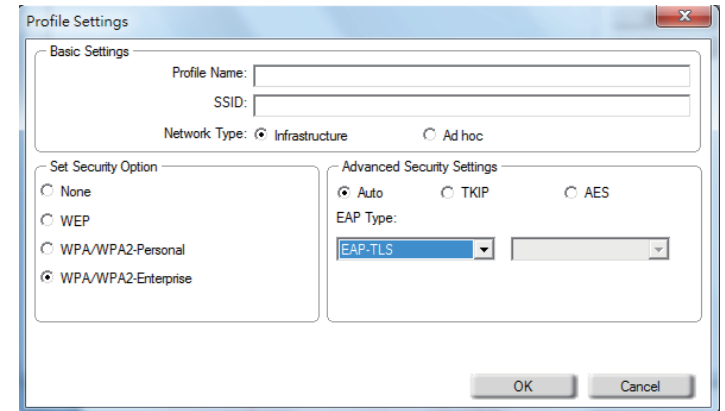 Profile Settings
Basic Settings
Profile Name:
SSID:
Network Type: Infrastructure Ad hoc
Set Security Option
None
WEP
WPA/WPA2-Personal
WPA/WPA2-Enterprise
Advanced Security Settings
Auto TKIP AES
EAP Type:
EAP-TLS
OK Cancel